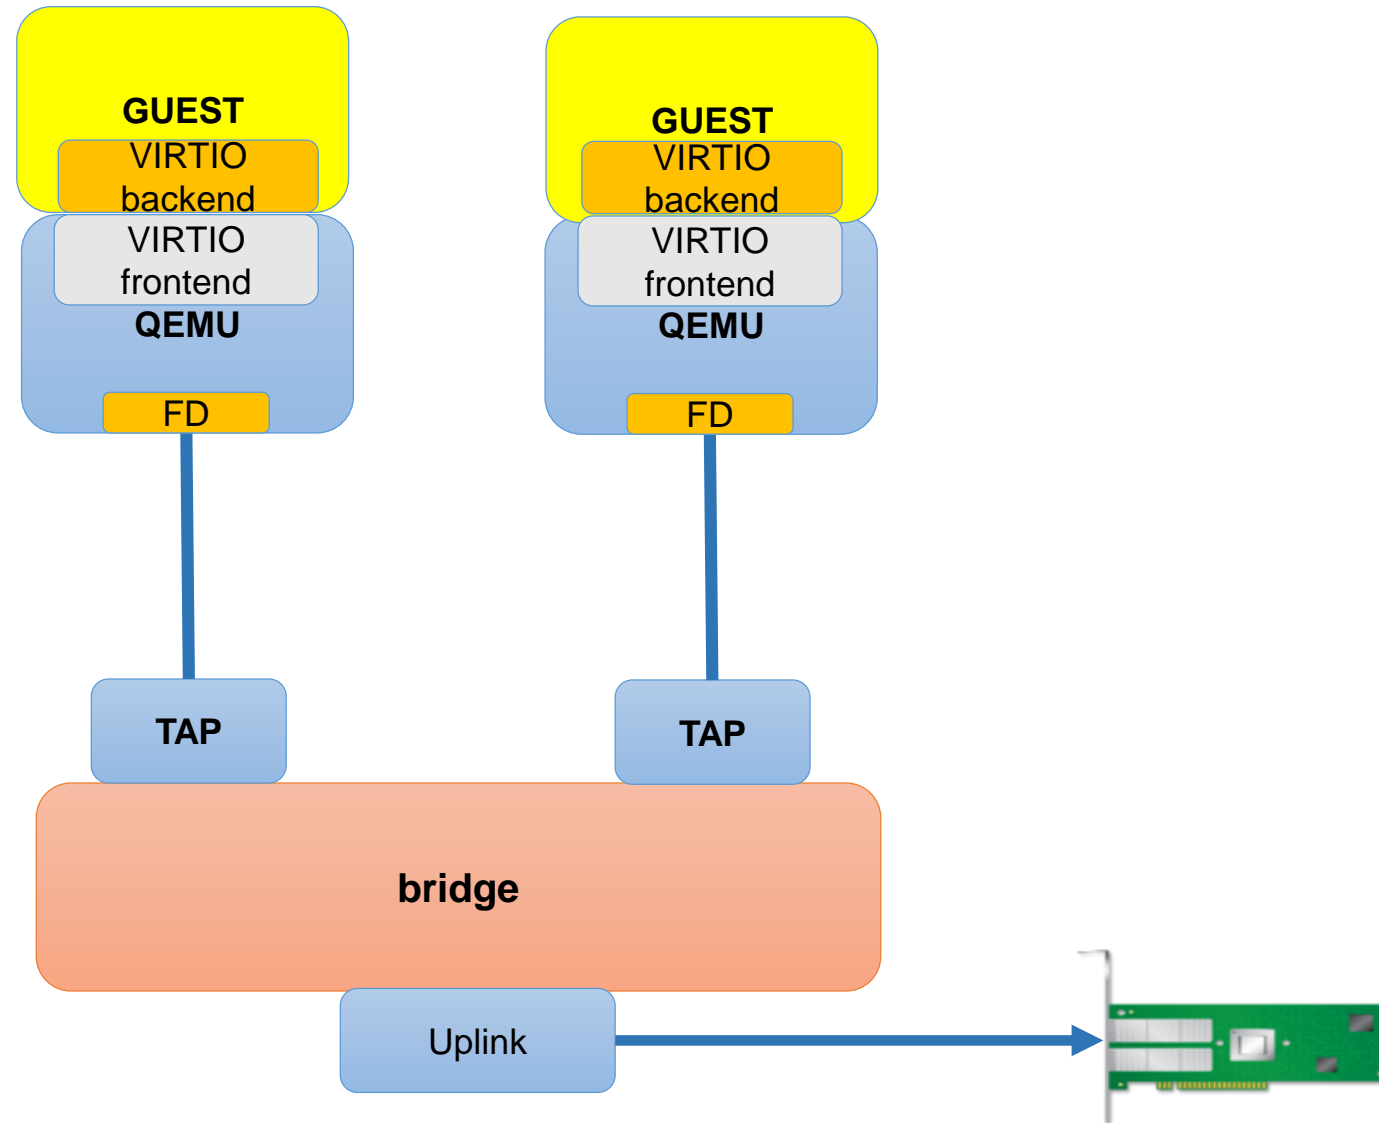 GUEST
VIRTIO
backend
VIRTIO
frontend
QEMU
FD
TAP
GUEST
VIRTIO
backend
VIRTIO
frontend
QEMU
FD
TAP
bridge
Uplink